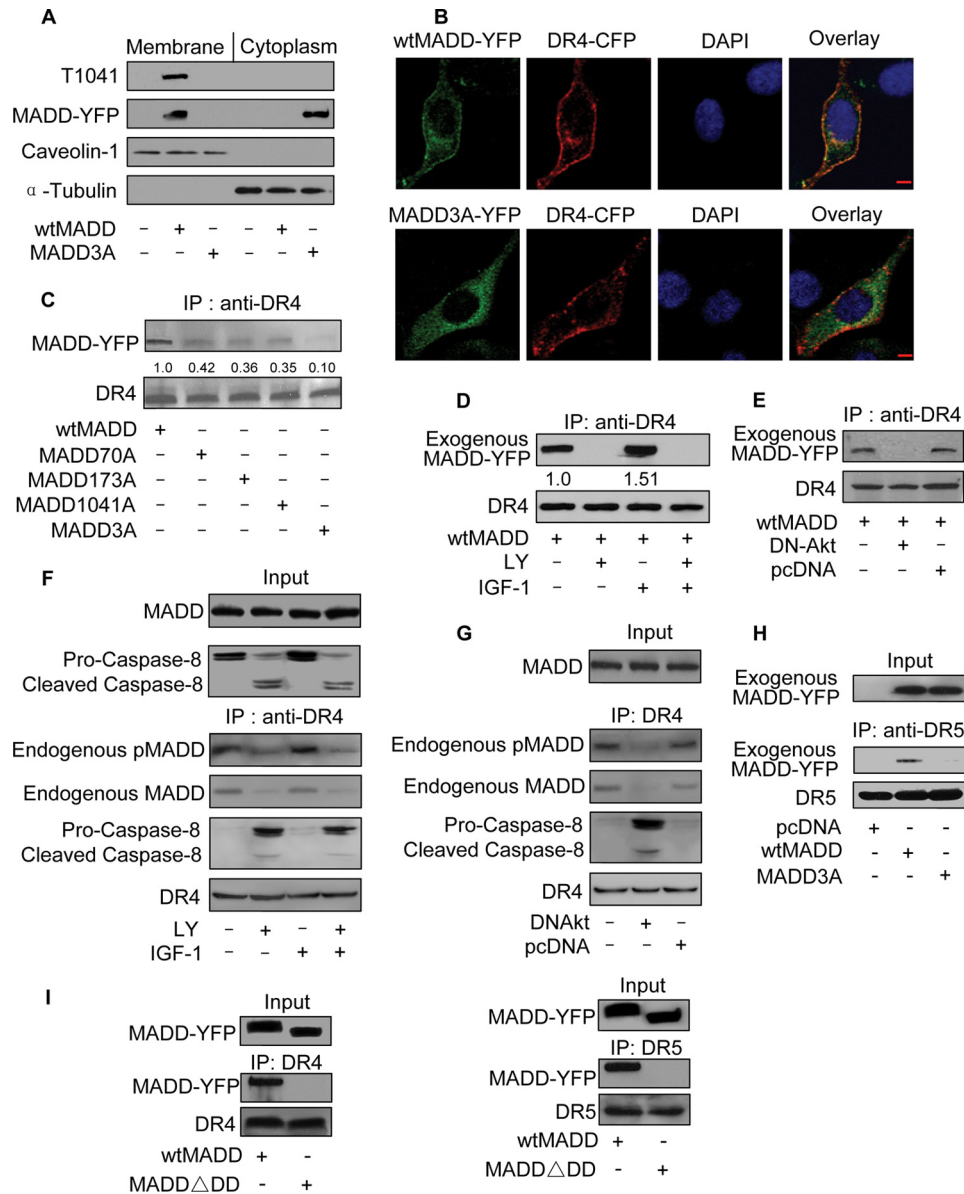 A
Membrane Cytoplasm
T1041
MADD-YFP
Caveolin-1
α-Tubulin
wtMADD – + – – + –
MADD3A – – + – – +
B
wtMADD-YFP DR4-CFP DAPI Overlay
MADD3A-YFP DR4-CFP DAPI Overlay
C
IP : anti-DR4
MADD-YFP
1.0 0.42 0.36 0.35 0.10
DR4
wtMADD + – – – –
MADD70A – + – – –
MADD173A – – + – –
MADD1041A – – – + –
MADD3A – – – – +
D
IP: anti-DR4
Exogenous
MADD-YFP
1.0 1.51
DR4
wtMADD + + + +
LY – + – +
IGF-1 – – + +
E
IP : anti-DR4
Exogenous
MADD-YFP
DR4
wtMADD + + +
DN-Akt – + –
pcDNA – – +
F
Input
MADD
Pro-Caspase-8
Cleaved Caspase-8
IP : anti-DR4
Endogenous pMADD
Endogenous MADD
Pro-Caspase-8
Cleaved Caspase-8
DR4
LY – + – +
IGF-1 – – + +
G
Input
MADD
IP: DR4
Endogenous pMADD
Endogenous MADD
Pro-Caspase-8
Cleaved Caspase-8
DR4
DNAkt – + –
pcDNA – – +
H
Input
Exogenous
MADD-YFP
IP: anti-DR5
Exogenous
MADD-YFP
DR5
pcDNA + - -
wtMADD - + -
MADD3A - - +
I
Input
MADD-YFP
IP: DR4
MADD-YFP
DR4
wtMADD + -
MADD△DD - +
Input
MADD-YFP
IP: DR5
MADD-YFP
DR5
wtMADD + -
MADD△DD - +